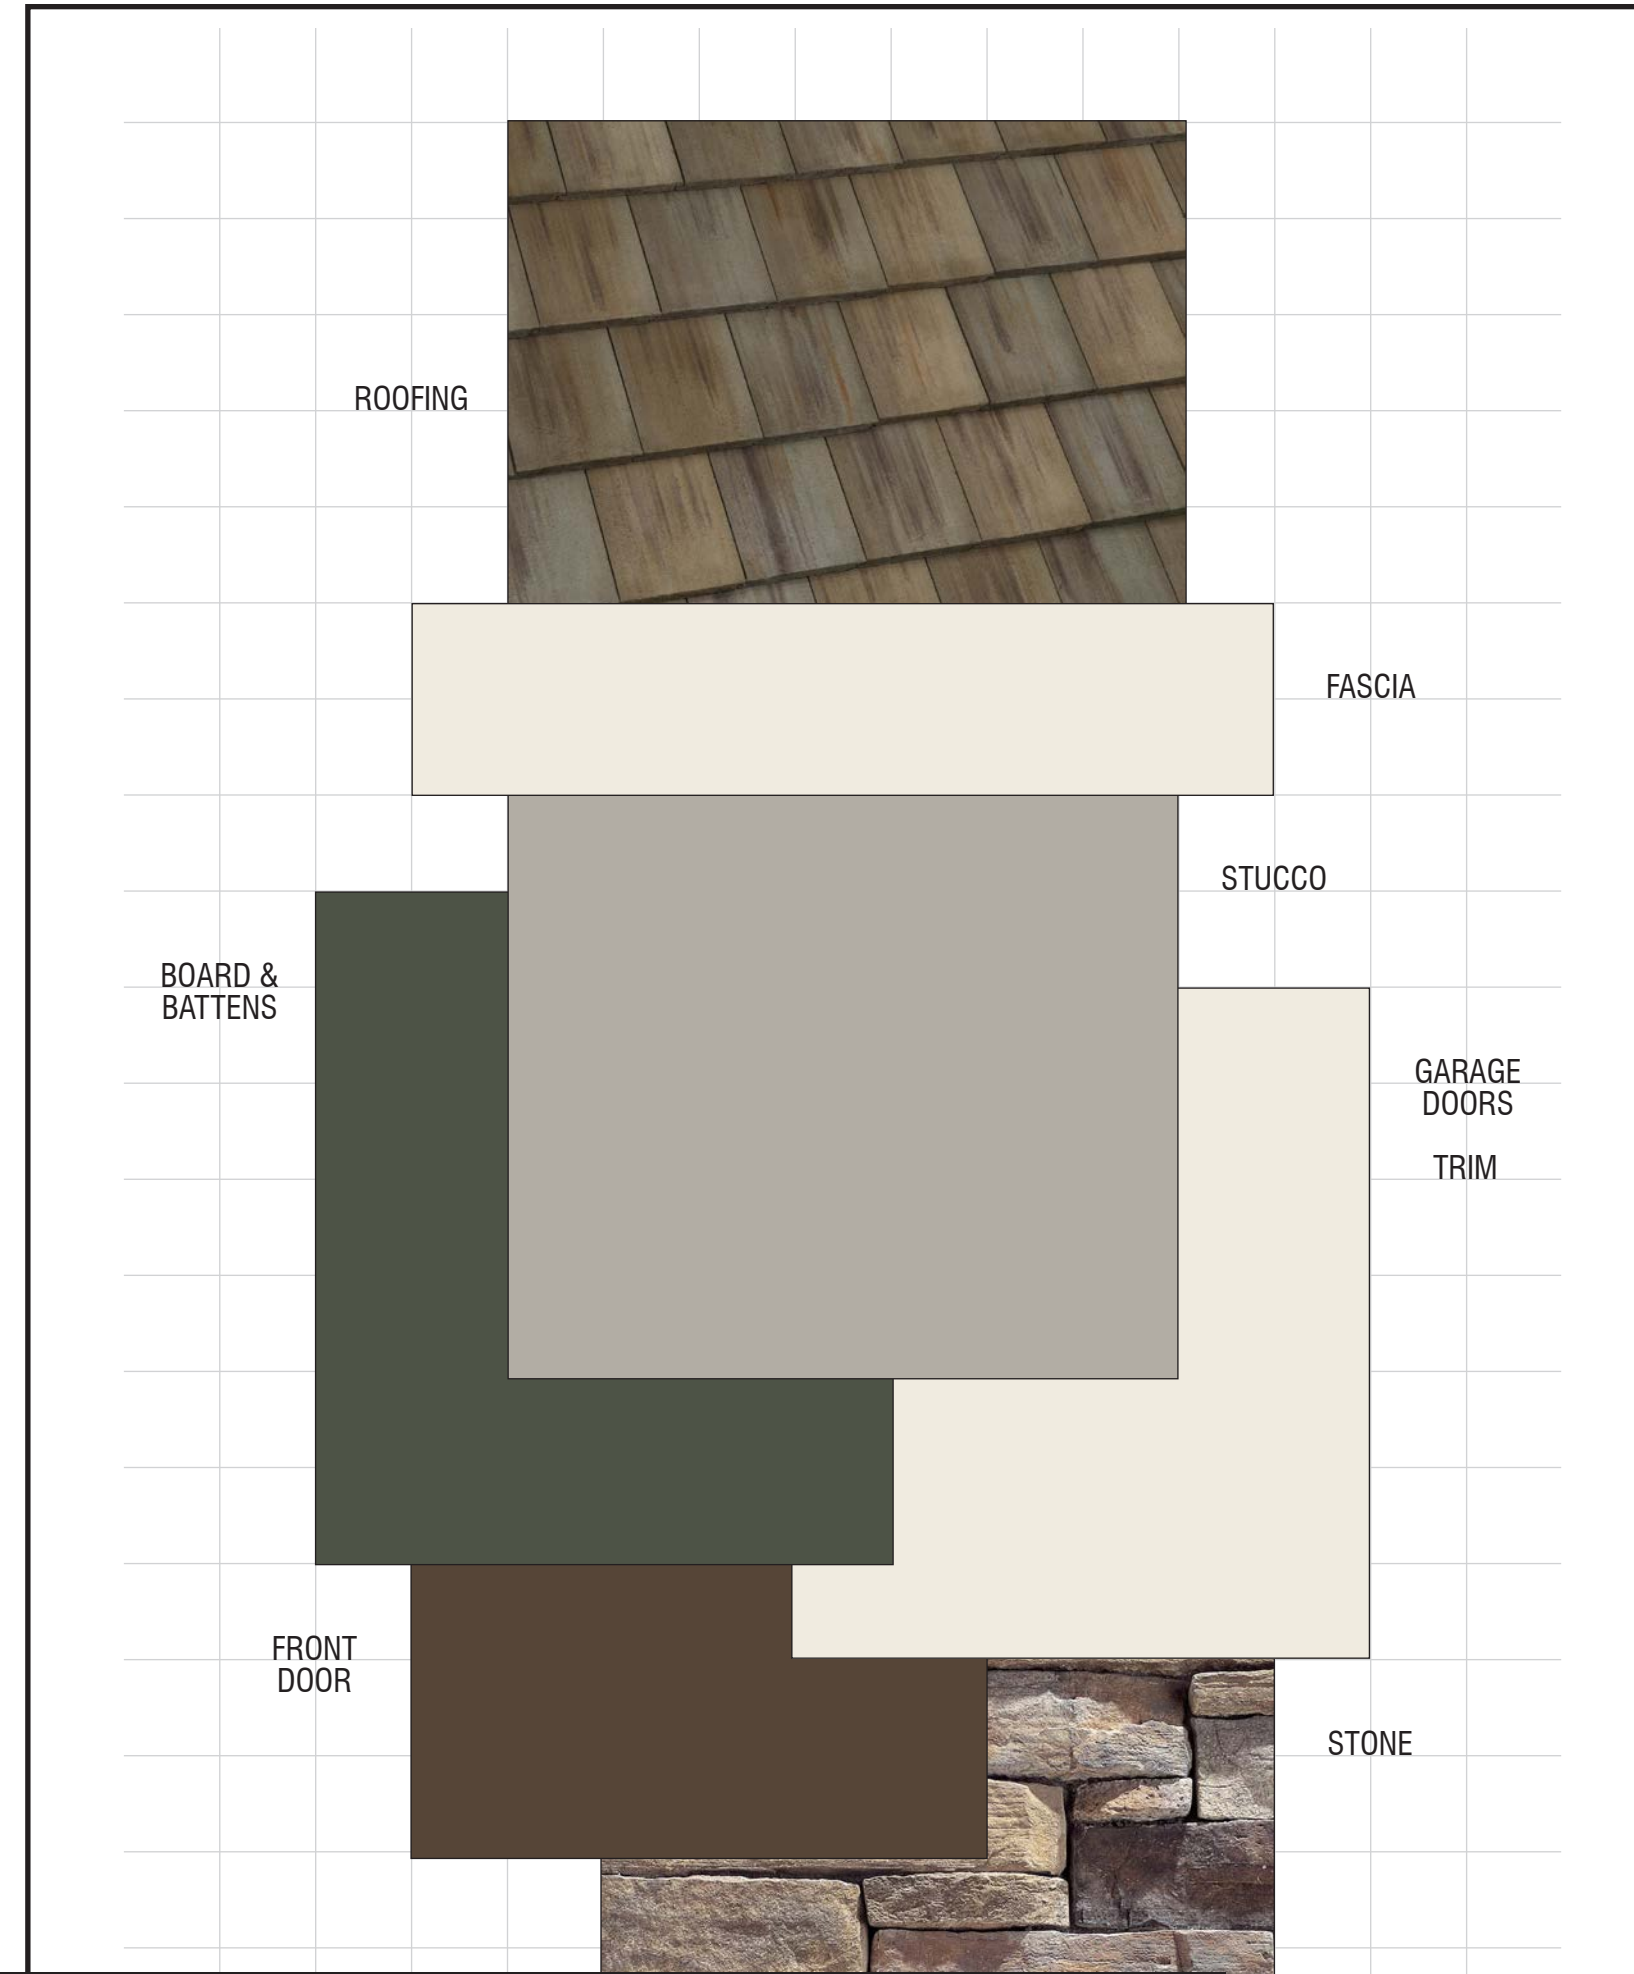 ROOFING
FASCIA
STUCCO
BOARD &
BATTENS
GARAGE
DOORS
TRIM
FRONT
DOOR
STONE